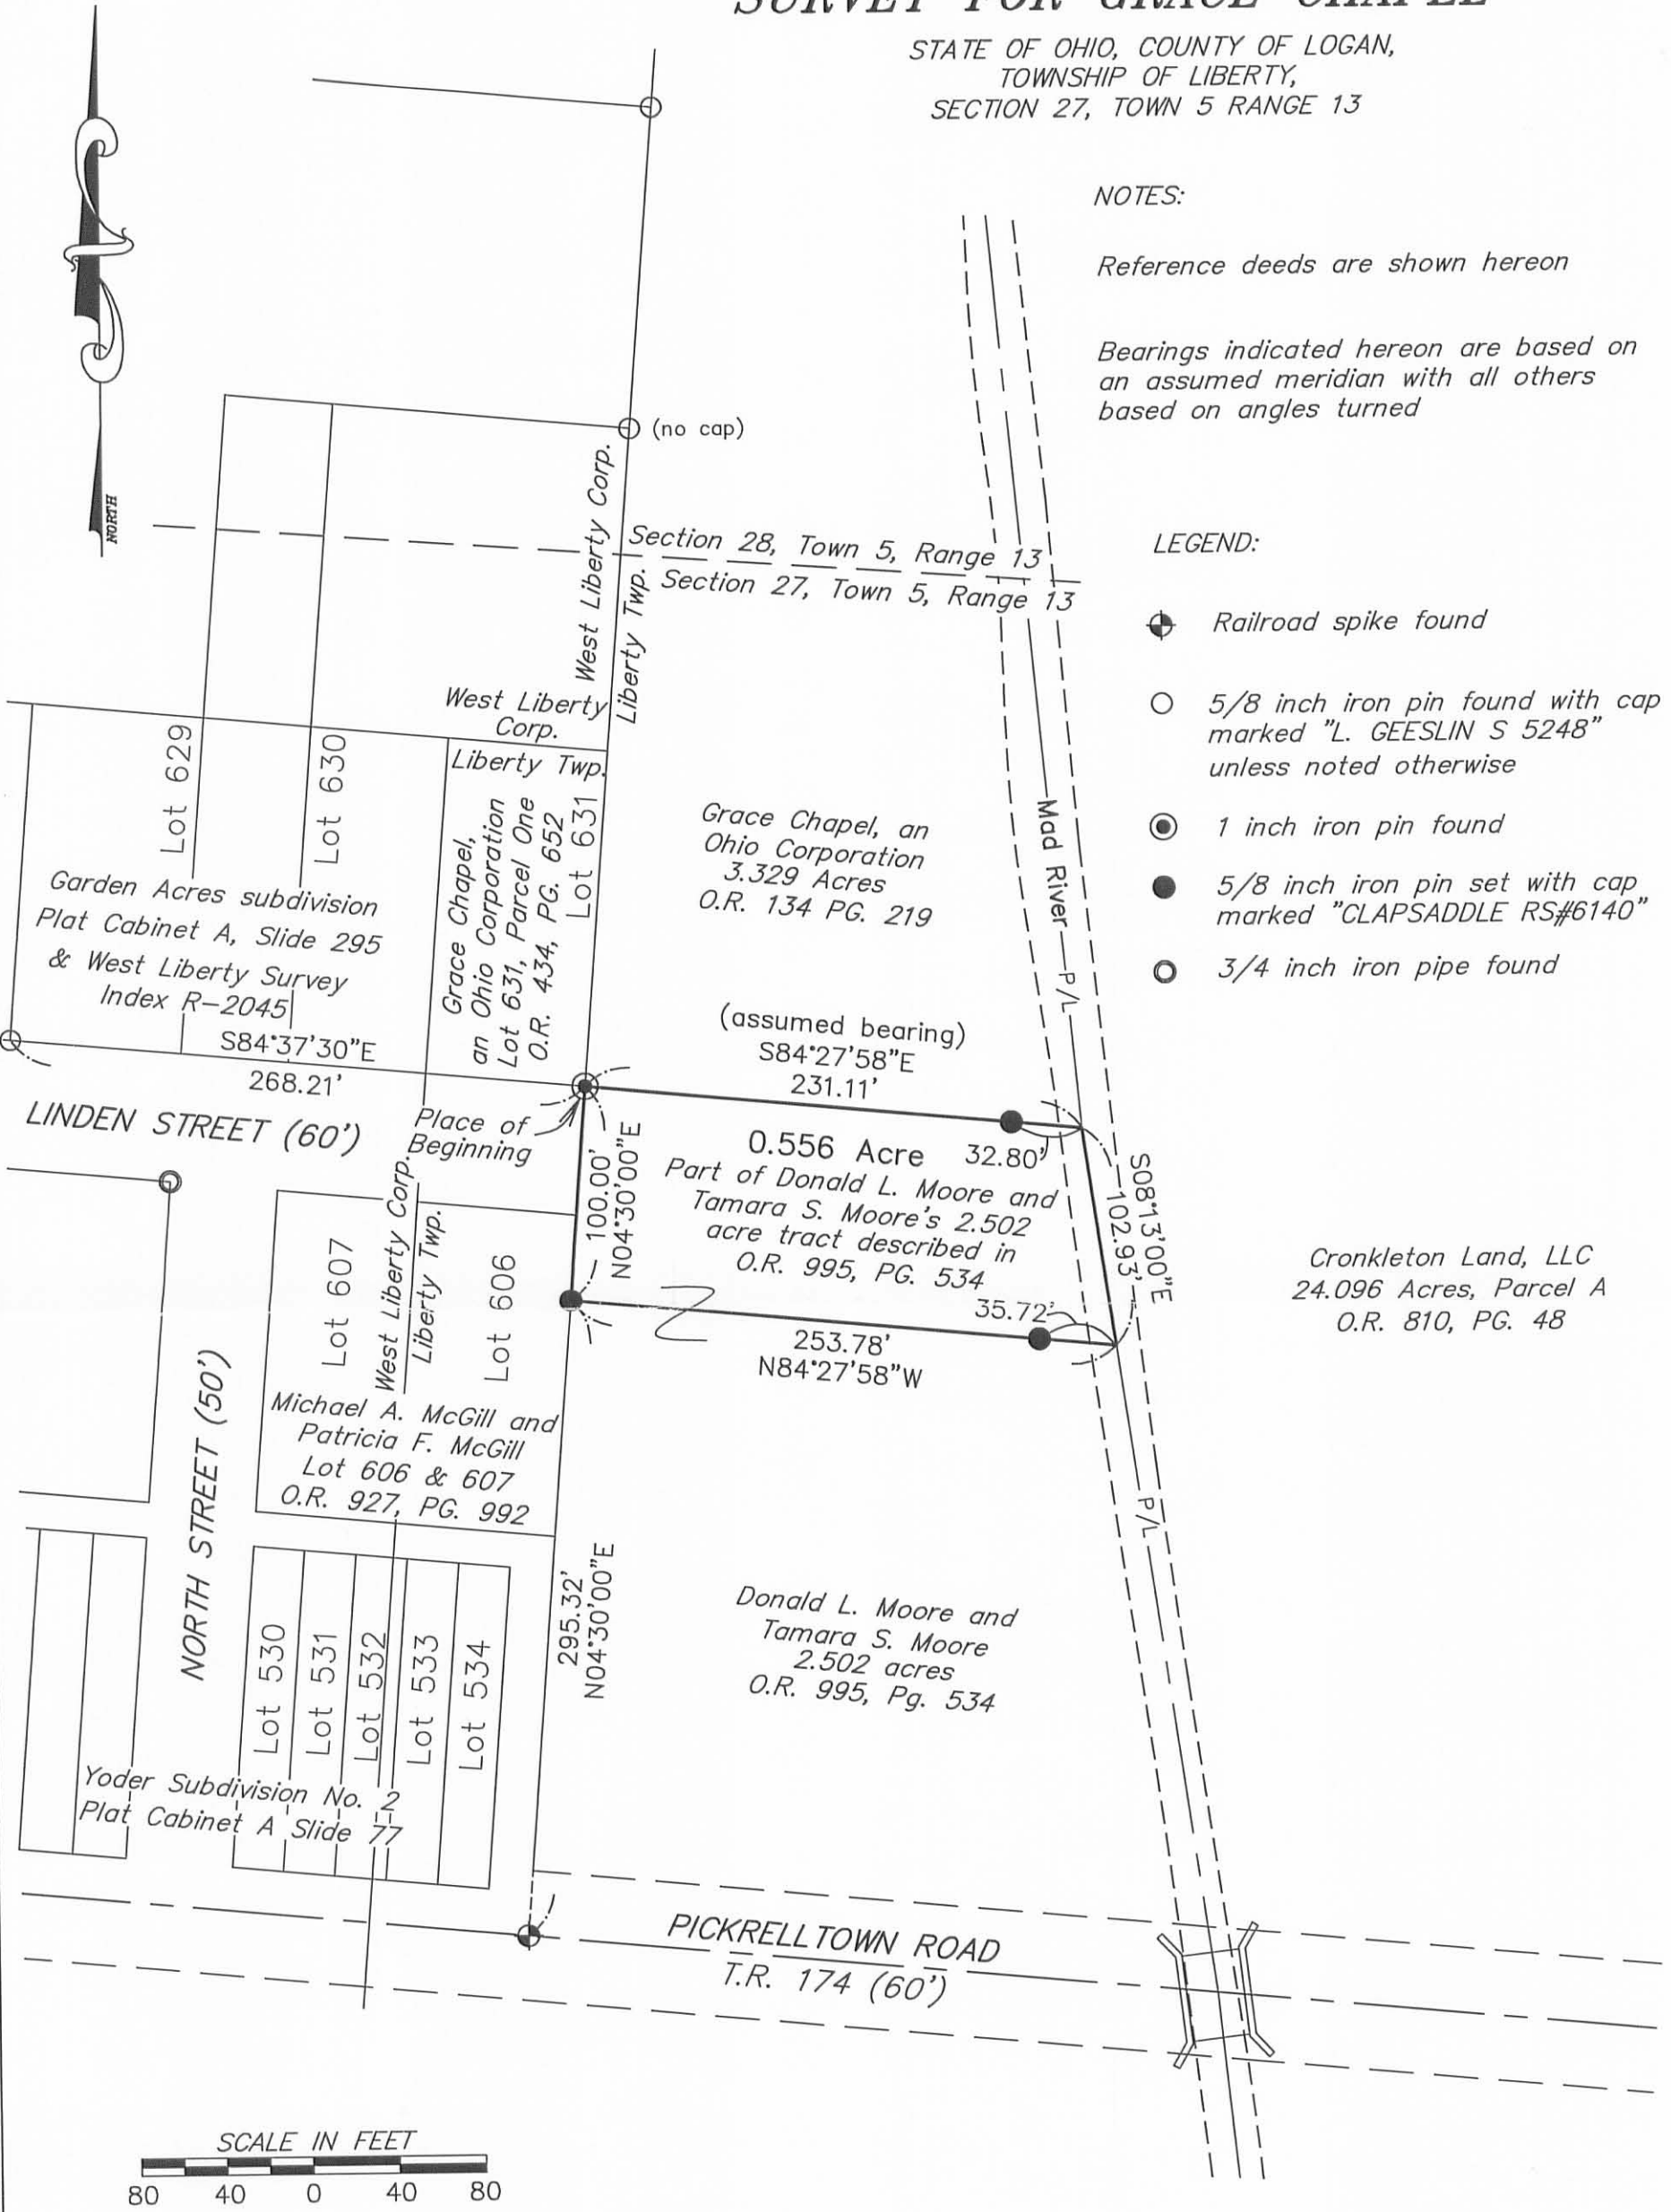 SURVEY FOR GRACE CHAPEL
STATE OF OHIO, COUNTY OF LOGAN,
TOWNSHIP OF LIBERTY,
SECTION 27, TOWN 5 RANGE 13
NORTH
NOTES:
Reference deeds are shown hereon
Bearings indicated hereon are based on
an assumed meridian with all others
based on angles turned
(no cap)
West Liberty Corp.
Liberty Twp.
Section 28, Town 5, Range 13
Section 27, Town 5, Range 13
LEGEND:
Railroad spike found
5/8 inch iron pin found with cap
marked "L. GEESLIN S 5248"
unless noted otherwise
1 inch iron pin found
5/8 inch iron pin set with cap
marked "CLAPSADDLE RS#6140"
3/4 inch iron pipe found
West Liberty
Corp.
Liberty Twp.
Lot 629
Lot 630
Garden Acres subdivision
Plat Cabinet A, Slide 295
& West Liberty Survey
Index R-2045
Grace Chapel,
an Ohio Corporation
Lot 631, Parcel One
O.R. 434, PG. 652
Lot 631
Grace Chapel, an
Ohio Corporation
3.329 Acres
O.R. 134 PG. 219
Mad River
P/L
S84°37'30"E
268.21'
(assumed bearing)
S84°27'58"E
231.11'
LINDEN STREET (60')
Place of
Beginning
100.00'
N04°30'00"E
0.556 Acre
32.80'
Part of Donald L. Moore and
Tamara S. Moore's 2.502
acre tract described in
O.R. 995, PG. 534
S08°13'00"E
102.93'
35.72'
253.78'
N84°27'58"W
Cronkleton Land, LLC
24.096 Acres, Parcel A
O.R. 810, PG. 48
Lot 607
West Liberty Corp.
Liberty Twp.
Lot 606
Michael A. McGill and
Patricia F. McGill
Lot 606 & 607
O.R. 927, PG. 992
NORTH STREET (50')
P/L
295.32'
N04°30'00"E
Donald L. Moore and
Tamara S. Moore
2.502 acres
O.R. 995, Pg. 534
Lot 530
Lot 531
Lot 532
Lot 533
Lot 534
Yoder Subdivision No. 2
Plat Cabinet A Slide 77
PICKRELLTOWN ROAD
T.R. 174 (60')
SCALE IN FEET
80 40 0 40 80